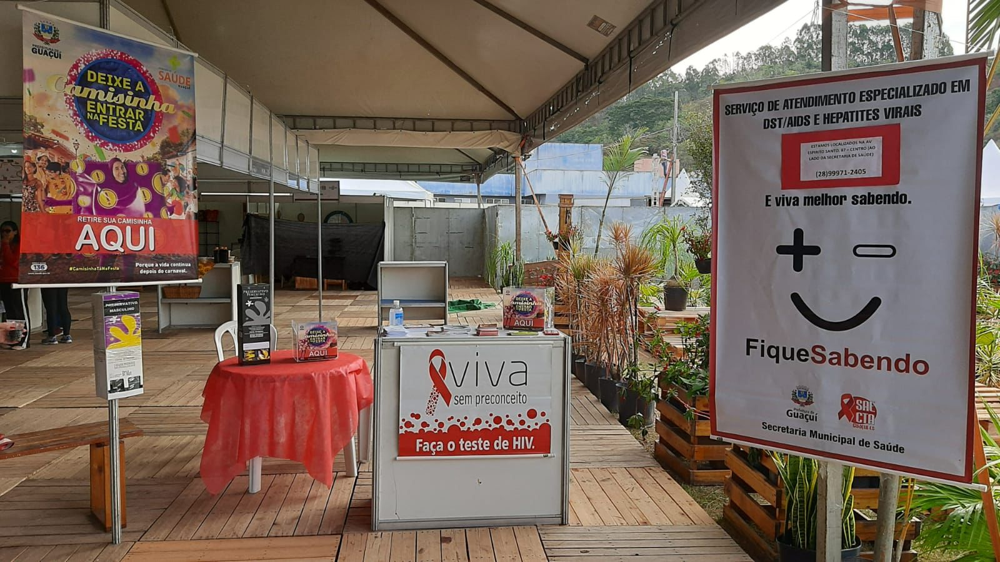 PREFEITURA DE
GUAÇUÍ
SAÚDE
GUAÇUÍ
DEIXE A
Camisinha
ENTRAR
NA FESTA
RETIRE SUA CAMISINHA
AQUI
136
#CamisinhaTáNaFesta
Porque a vida continua
depois do carnaval.
PRESERVATIVO
MASCULINO
PRESERVATIVO
FEMININO
DEIXE A
Camisinha
ENTRAR
NA FESTA
AQUI
DEIXE A
Camisinha
ENTRAR
NA FESTA
AQUI
viva
sem preconceito
Faça o teste de HIV.
SERVIÇO DE ATENDIMENTO ESPECIALIZADO EM
DST/AIDS E HEPATITES VIRAIS
ESTAMOS LOCALIZADOS NA AV
ESPIRITO SANTO, 87 – CENTRO (AO
LADO DA SECRETARIA DE SAÚDE)
(28)99971-2405
E viva melhor sabendo.
FiqueSabendo
Prefeitura de
Guaçuí
SAE
CTA
GUAÇUÍ-ES
Secretaria Municipal de Saúde